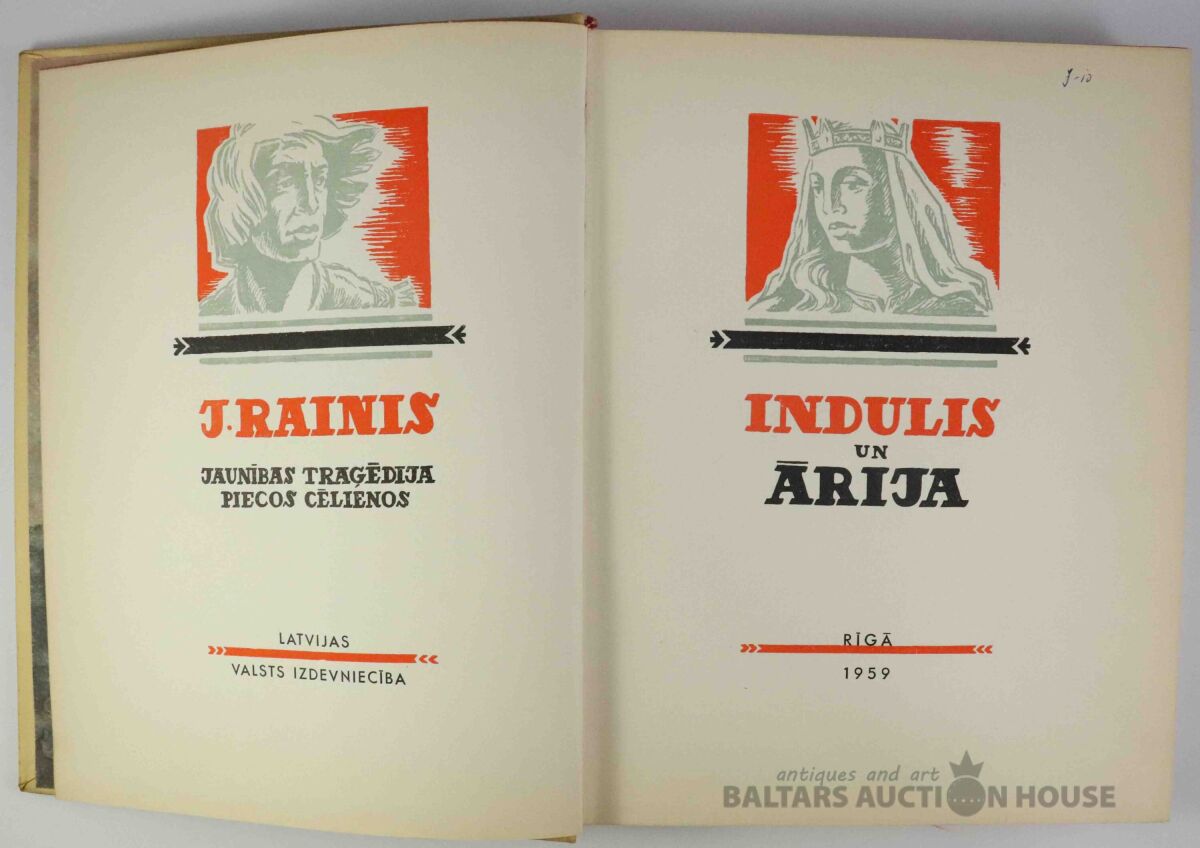 J. RAINIS
JAUNĪBAS TRAĢĒDIJA
PIECOS CĒLIENOS
LATVIJAS
VALSTS IZDEVNIECĪBA
INDULIS
UN
ĀRIJA
RĪGĀ
1959
antiques and art
BALTARS AUCTION HOUSE